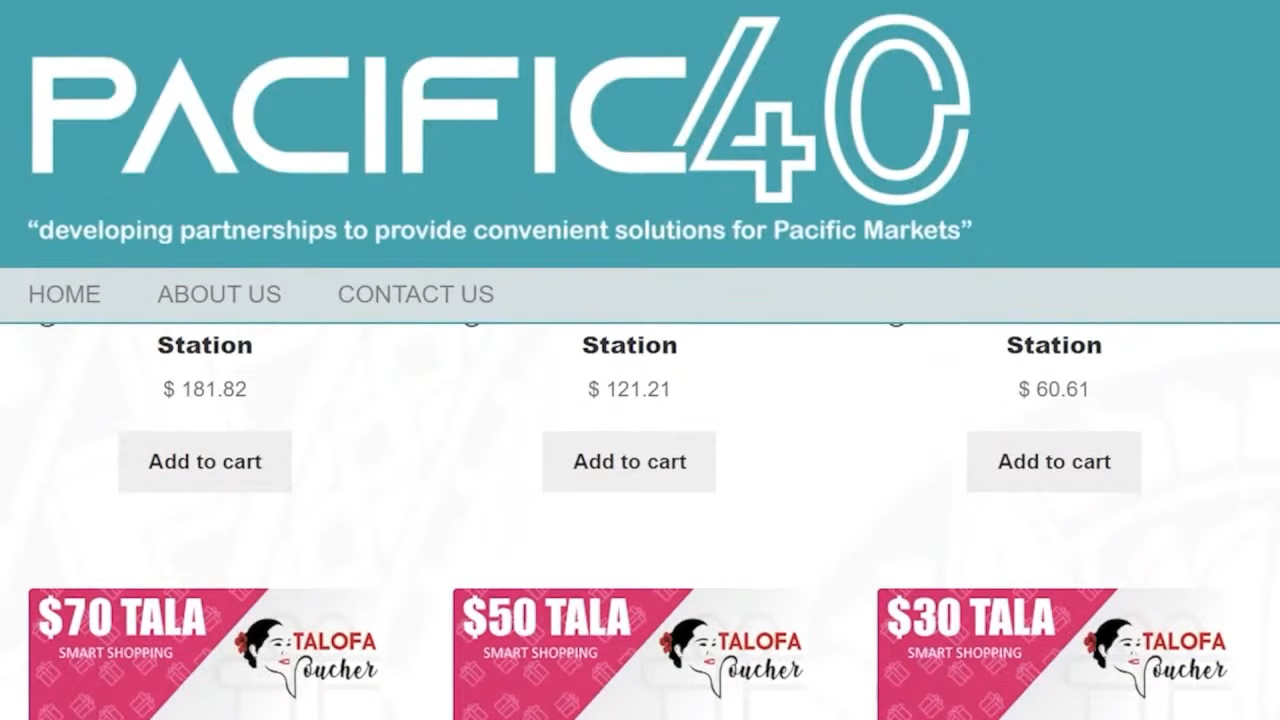 PACIFIC40
“developing partnerships to provide convenient solutions for Pacific Markets”
HOME ABOUT US CONTACT US
Station Station Station
$ 181.82 $ 121.21 $ 60.61
Add to cart Add to cart Add to cart
$70 TALA
SMART SHOPPING
TALOFA
Voucher
$50 TALA
SMART SHOPPING
TALOFA
Voucher
$30 TALA
SMART SHOPPING
TALOFA
Voucher